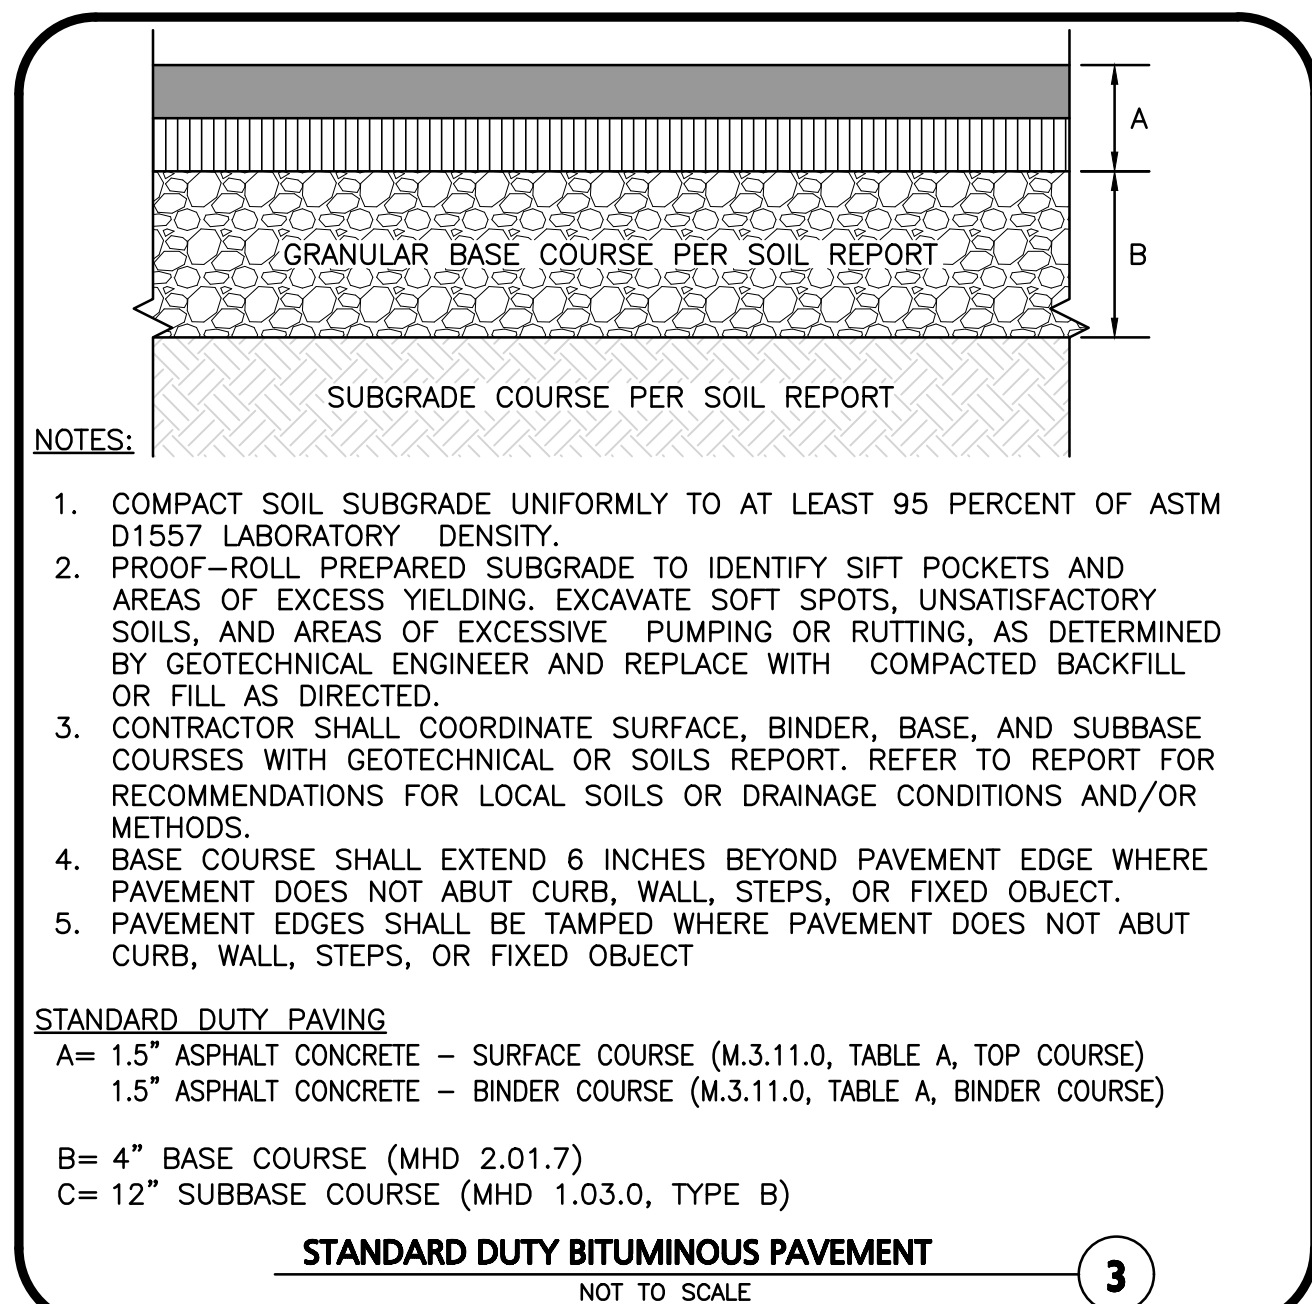 A
GRANULAR BASE COURSE PER SOIL REPORT
B
SUBGRADE COURSE PER SOIL REPORT
NOTES:
1. COMPACT SOIL SUBGRADE UNIFORMLY TO AT LEAST 95 PERCENT OF ASTM
D1557 LABORATORY DENSITY.
2. PROOF-ROLL PREPARED SUBGRADE TO IDENTIFY SIFT POCKETS AND
AREAS OF EXCESS YIELDING. EXCAVATE SOFT SPOTS, UNSATISFACTORY
SOILS, AND AREAS OF EXCESSIVE PUMPING OR RUTTING, AS DETERMINED
BY GEOTECHNICAL ENGINEER AND REPLACE WITH COMPACTED BACKFILL
OR FILL AS DIRECTED.
3. CONTRACTOR SHALL COORDINATE SURFACE, BINDER, BASE, AND SUBBASE
COURSES WITH GEOTECHNICAL OR SOILS REPORT. REFER TO REPORT FOR
RECOMMENDATIONS FOR LOCAL SOILS OR DRAINAGE CONDITIONS AND/OR
METHODS.
4. BASE COURSE SHALL EXTEND 6 INCHES BEYOND PAVEMENT EDGE WHERE
PAVEMENT DOES NOT ABUT CURB, WALL, STEPS, OR FIXED OBJECT.
5. PAVEMENT EDGES SHALL BE TAMPED WHERE PAVEMENT DOES NOT ABUT
CURB, WALL, STEPS, OR FIXED OBJECT
STANDARD DUTY PAVING
A= 1.5" ASPHALT CONCRETE - SURFACE COURSE (M.3.11.0, TABLE A, TOP COURSE)
1.5" ASPHALT CONCRETE - BINDER COURSE (M.3.11.0, TABLE A, BINDER COURSE)
B= 4" BASE COURSE (MHD 2.01.7)
C= 12" SUBBASE COURSE (MHD 1.03.0, TYPE B)
STANDARD DUTY BITUMINOUS PAVEMENT
3
NOT TO SCALE